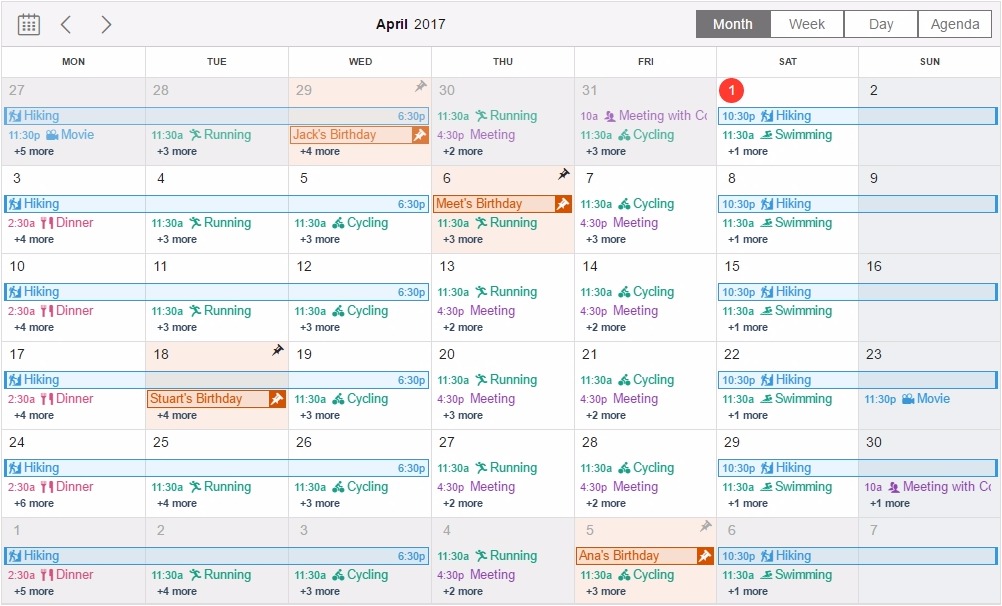 April 2017
Month Week Day Agenda
MON TUE WED THU FRI SAT SUN
27 28 29 30 31 1 2
Hiking 6:30p 11:30a Running 10a Meeting with Co 10:30p Hiking
11:30p Movie 11:30a Running Jack's Birthday 4:30p Meeting 11:30a Cycling 11:30a Swimming
+5 more +3 more +4 more +2 more +3 more +1 more
3 4 5 6 7 8 9
Hiking 6:30p Meet's Birthday 11:30a Cycling 10:30p Hiking
2:30a Dinner 11:30a Running 11:30a Cycling 11:30a Running 4:30p Meeting 11:30a Swimming
+4 more +3 more +3 more +3 more +3 more +1 more
10 11 12 13 14 15 16
Hiking 6:30p 11:30a Running 11:30a Cycling 10:30p Hiking
2:30a Dinner 11:30a Running 11:30a Cycling 4:30p Meeting 4:30p Meeting 11:30a Swimming
+4 more +3 more +3 more +2 more +2 more +1 more
17 18 19 20 21 22 23
Hiking 6:30p 11:30a Running 11:30a Cycling 10:30p Hiking
2:30a Dinner Stuart's Birthday 11:30a Cycling 4:30p Meeting 4:30p Meeting 11:30a Swimming 11:30p Movie
+4 more +4 more +3 more +3 more +2 more +1 more
24 25 26 27 28 29 30
Hiking 6:30p 11:30a Running 11:30a Cycling 10:30p Hiking
2:30a Dinner 11:30a Running 11:30a Cycling 4:30p Meeting 4:30p Meeting 11:30a Swimming 10a Meeting with Co
+6 more +4 more +3 more +2 more +2 more +1 more +1 more
1 2 3 4 5 6 7
Hiking 6:30p 11:30a Running Ana's Birthday 10:30p Hiking
2:30a Dinner 11:30a Running 11:30a Cycling 4:30p Meeting 11:30a Cycling 11:30a Swimming
+5 more +4 more +3 more +2 more +3 more +1 more